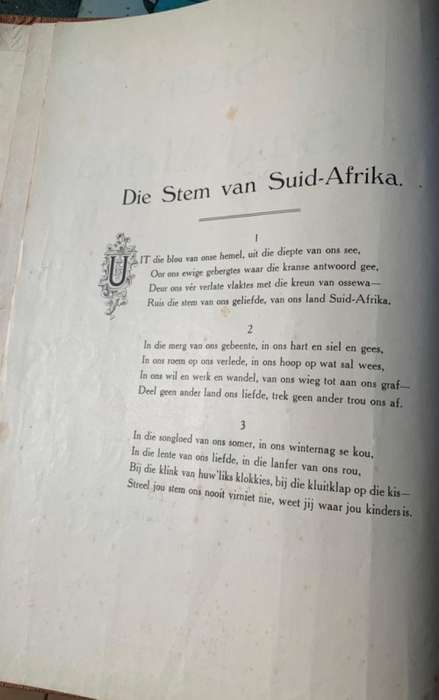 Die Stem van Suid-Afrika.
1
UIT die blou van onse hemel, uit die diepte van ons see,
Oor ons ewige gebergtes waar die kranse antwoord gee,
Deur ons vêr verlate vlaktes met die kreun van ossewa—
Ruis die stem van ons geliefde, van ons land Suid-Afrika.
2
In die merg van ons gebeente, in ons hart en siel en gees,
In ons roem op ons verlede, in ons hoop op wat sal wees,
In ons wil en werk en wandel, van ons wieg tot aan ons graf—
Deel geen ander land ons liefde, trek geen ander trou ons af.
3
In die songloed van ons somer, in ons winternag se kou,
In die lente van ons liefde, in die lanfer van ons rou,
Bij die klink van huw'liks klokkies, bij die kluitklap op die kis—
Streel jou stem ons nooit virniet nie, weet jij waar jou kinders is.